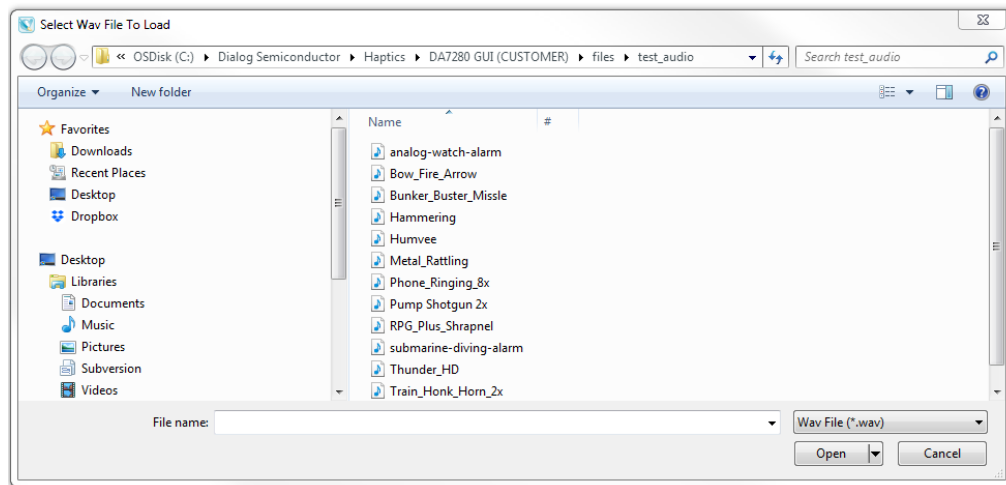 Select Wav File To Load
« OSDisk (C:) Dialog Semiconductor Haptics DA7280 GUI (CUSTOMER) files test_audio Search test_audio
Organize New folder
Favorites
Downloads
Recent Places
Desktop
Dropbox
Desktop
Libraries
Documents
Music
Pictures
Subversion
Videos
Name #
analog-watch-alarm
Bow_Fire_Arrow
Bunker_Buster_Missle
Hammering
Humvee
Metal_Rattling
Phone_Ringing_8x
Pump Shotgun 2x
RPG_Plus_Shrapnel
submarine-diving-alarm
Thunder_HD
Train_Honk_Horn_2x
File name: Wav File (*.wav)
Open Cancel